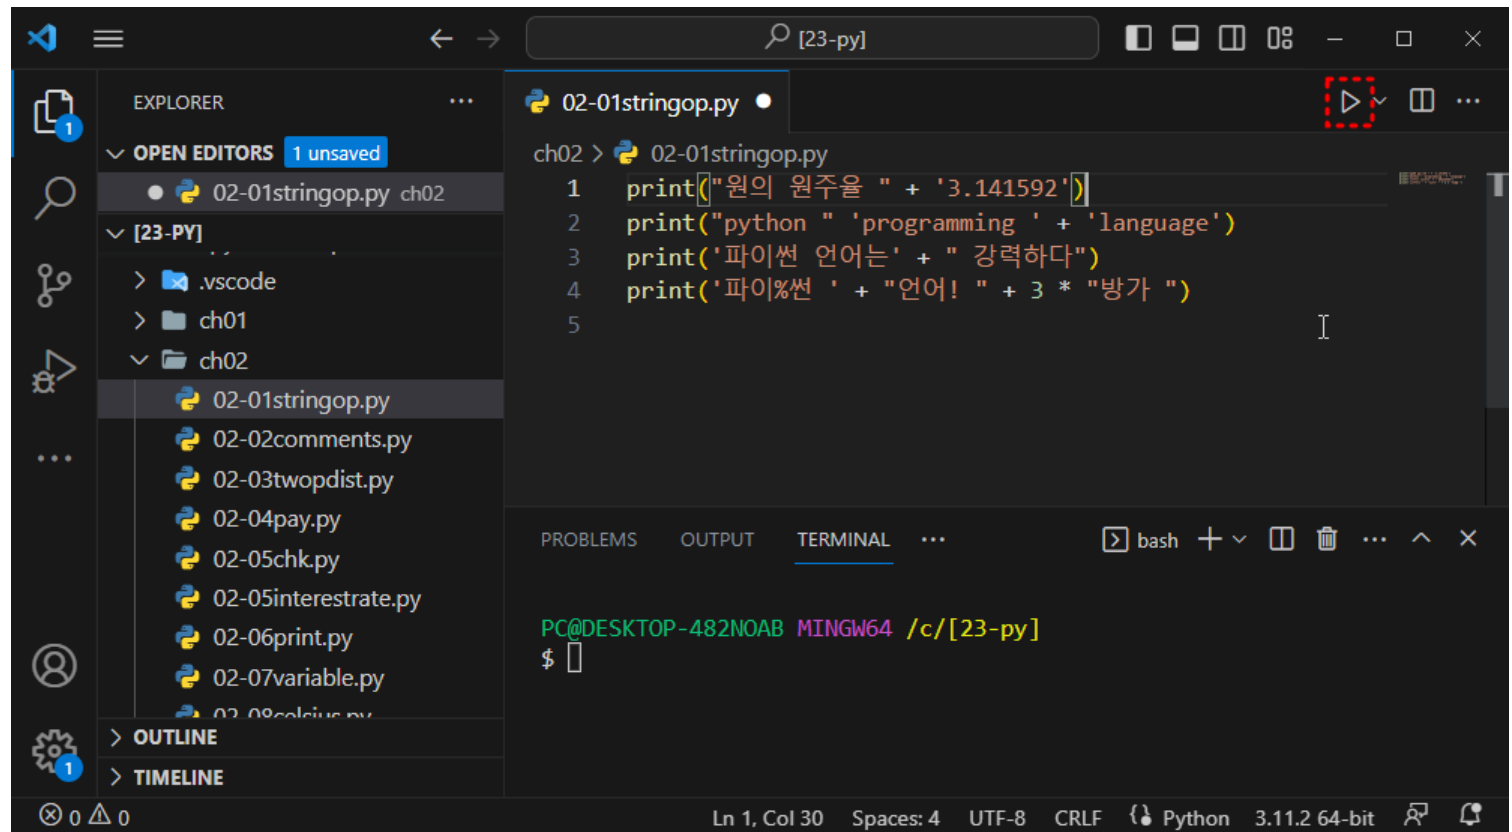 [23-py]
EXPLORER
OPEN EDITORS 1 unsaved
02-01stringop.py ch02
[23-PY]
.vscode
ch01
ch02
02-01stringop.py
02-02comments.py
02-03twopdist.py
02-04pay.py
02-05chk.py
02-05interestrate.py
02-06print.py
02-07variable.py
02-08celsius.py
OUTLINE
TIMELINE
02-01stringop.py
ch02 > 02-01stringop.py
1 print("원의 원주율 " + '3.141592')
2 print("python " 'programming ' + 'language')
3 print('파이썬 언어는' + " 강력하다")
4 print('파이%썬 ' + "언어! " + 3 * "방가 ")
5
PROBLEMS OUTPUT TERMINAL ··· bash
PC@DESKTOP-482NOAB MINGW64 /c/[23-py]
$
1
1
0 0 Ln 1, Col 30 Spaces: 4 UTF-8 CRLF Python 3.11.2 64-bit